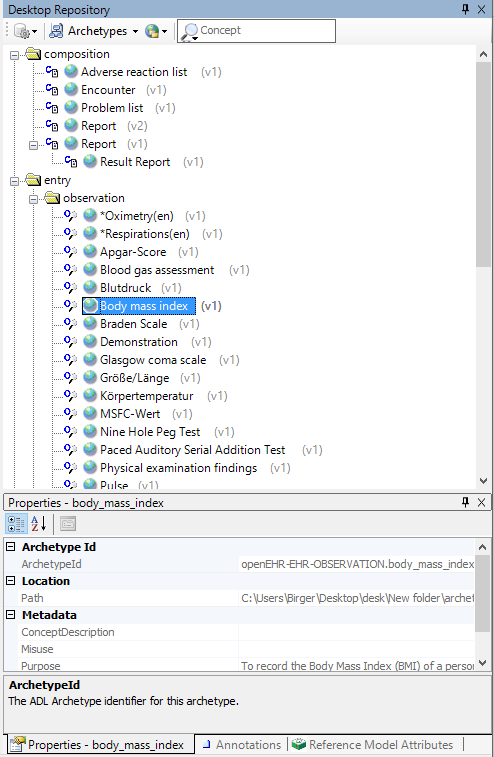 Desktop Repository
Archetypes Concept
composition
Adverse reaction list (v1)
Encounter (v1)
Problem list (v1)
Report (v2)
Report (v1)
Result Report (v1)
entry
observation
*Oximetry(en) (v1)
*Respirations(en) (v1)
Apgar-Score (v1)
Blood gas assessment (v1)
Blutdruck (v1)
Body mass index (v1)
Braden Scale (v1)
Demonstration (v1)
Glasgow coma scale (v1)
Größe/Länge (v1)
Körpertemperatur (v1)
MSFC-Wert (v1)
Nine Hole Peg Test (v1)
Paced Auditory Serial Addition Test (v1)
Physical examination findings (v1)
Pulse (v1)
Properties - body_mass_index
Archetype Id
ArchetypeId openEHR-EHR-OBSERVATION.body_mass_index
Location
Path C:\Users\Birger\Desktop\desk\New folder\archet
Metadata
ConceptDescription
Misuse
Purpose To record the Body Mass Index (BMI) of a perso
ArchetypeId
The ADL Archetype identifier for this archetype.
Properties - body_mass_index Annotations Reference Model Attributes